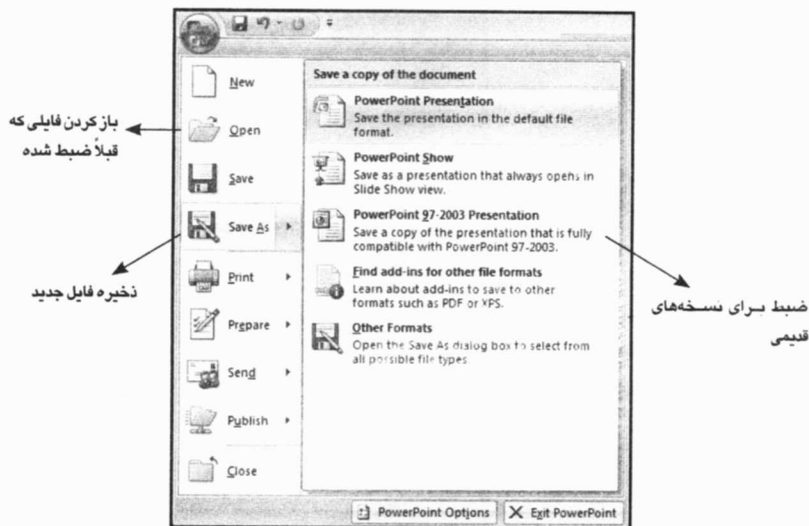 New
Open
Save
Save As
Print
Prepare
Send
Publish
Close
Save a copy of the document
PowerPoint Presentation
Save the presentation in the default file
format.
PowerPoint Show
Save as a presentation that always opens in
Slide Show view.
PowerPoint 97-2003 Presentation
Save a copy of the presentation that is fully
compatible with PowerPoint 97-2003.
Find add-ins for other file formats
Learn about add-ins to save to other
formats such as PDF or XPS.
Other Formats
Open the Save As dialog box to select from
all possible file types.
PowerPoint Options
Exit PowerPoint
باز کردن فایلی که
قبلاً ضبط شده
ذخیره فایل جدید
ضبط برای نسخه‌های
قدیمی